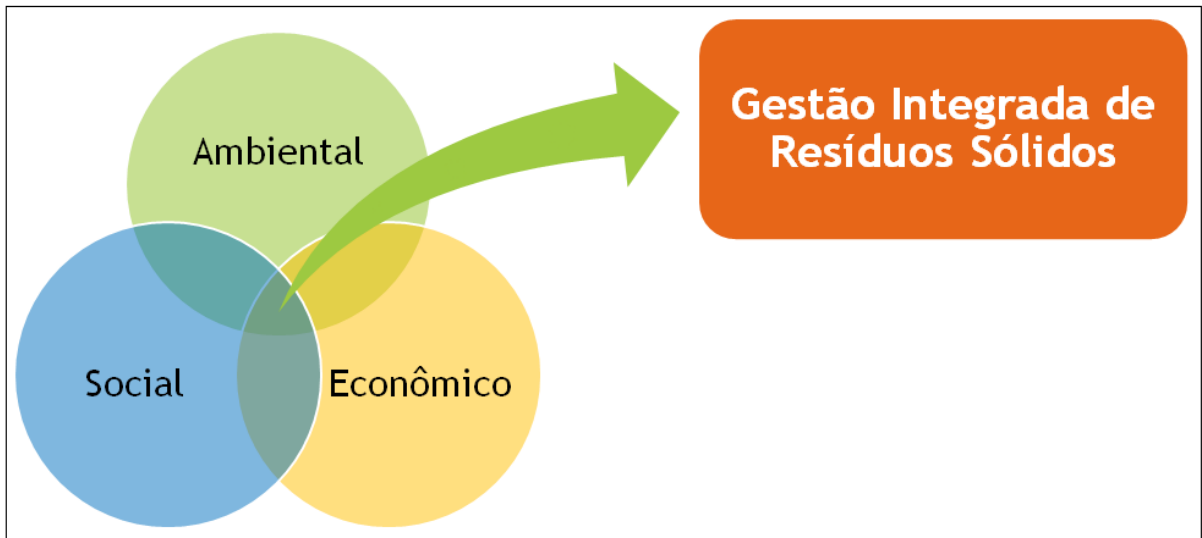 Ambiental
Gestão Integrada de
Resíduos Sólidos
Social
Econômico